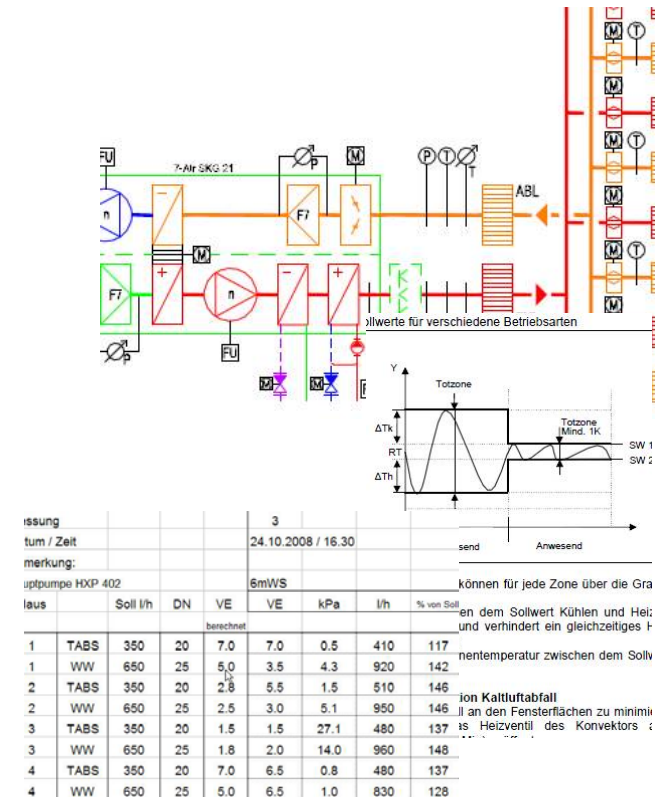 M T
M
M T
M
M T
M
FU
7-Air SKG 21
P
M
P T
T
n
F7
ABL
M
F7
n
P
FU
M
M
ollwerte für verschiedene Betriebsarten
Y
Totzone
ΔTk
Totzone
Mind. 1K
RT
SW 1
SW 2
ΔTh
send Anwesend
können für jede Zone über die Gra
en dem Sollwert Kühlen und Heiz
und verhindert ein gleichzeitiges H
nentemperatur zwischen dem Sollw
ion Kaltluftabfall
ll an den Fensterflächen zu minimie
as Heizventil des Konvektors a
essung 3
tum / Zeit 24.10.2008 / 16.30
merkung:
uptpumpe HXP 402 6mWS
laus Soll l/h DN VE VE kPa l/h % von Soll
berechnet
1 TABS 350 20 7.0 7.0 0.5 410 117
1 WW 650 25 5.0 3.5 4.3 920 142
2 TABS 350 20 2.8 5.5 1.5 510 146
2 WW 650 25 2.5 3.0 5.1 950 146
3 TABS 350 20 1.5 1.5 27.1 480 137
3 WW 650 25 1.8 2.0 14.0 960 148
4 TABS 350 20 7.0 6.5 0.8 480 137
4 WW 650 25 5.0 6.5 1.0 830 128